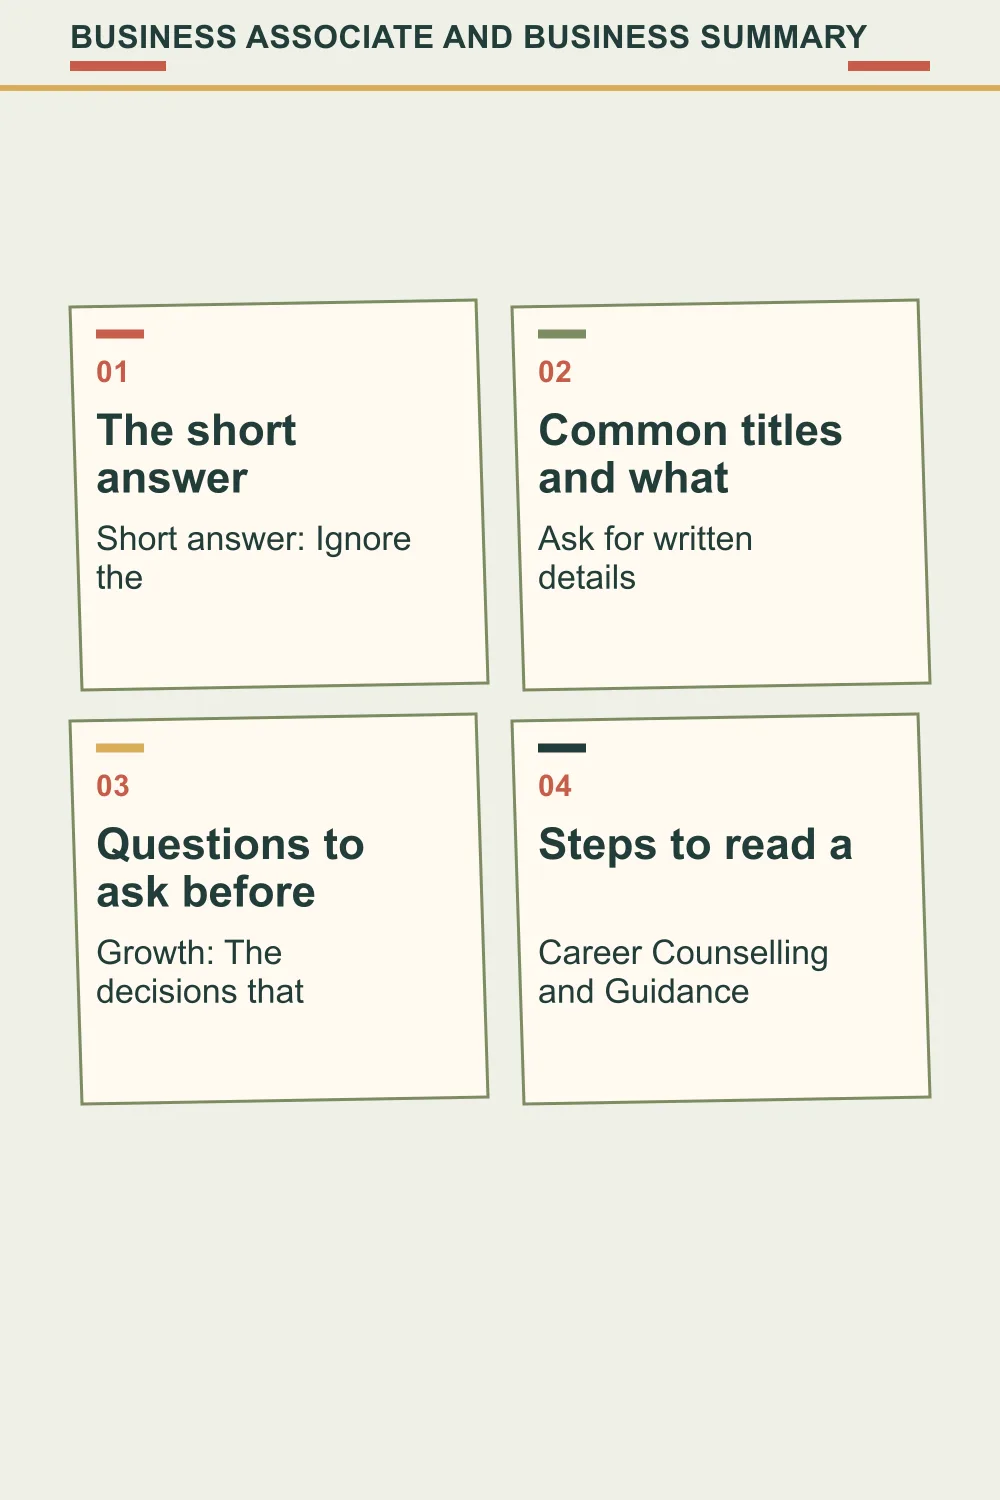 BUSINESS ASSOCIATE AND BUSINESS SUMMARY
01
The short
answer
Short answer: Ignore
the
02
Common titles
and what
Ask for written
details
03
Questions to
ask before
Growth: The
decisions that
04
Steps to read a
Career Counselling
and Guidance